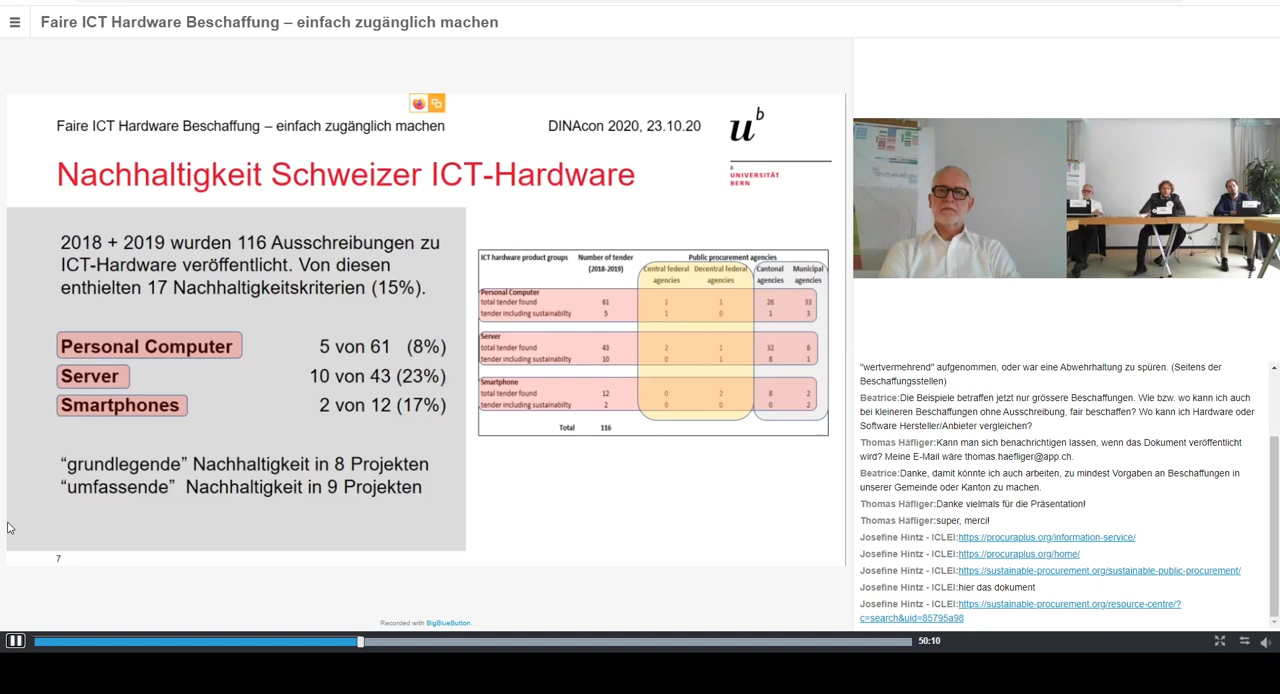 Faire ICT Hardware Beschaffung – einfach zugänglich machen
Faire ICT Hardware Beschaffung – einfach zugänglich machen
DINAcon 2020, 23.10.20
u b
b
UNIVERSITÄT
BERN
Nachhaltigkeit Schweizer ICT-Hardware
2018 + 2019 wurden 116 Ausschreibungen zu
ICT-Hardware veröffentlicht. Von diesen
enthielten 17 Nachhaltigkeitskriterien (15%).
Personal Computer 5 von 61 (8%)
Server 10 von 43 (23%)
Smartphones 2 von 12 (17%)
“grundlegende” Nachhaltigkeit in 8 Projekten
“umfassende” Nachhaltigkeit in 9 Projekten
7
ICT hardware product groups Number of tender Public procurement agencies
(2018-2019) Central federal Decentral federal Cantonal Municipal
agencies agencies agencies agencies
Personal Computer
total tender found 61 1 1 26 33
tender including sustainabilty 5 1 0 1 3
Server
total tender found 43 2 1 32 8
tender including sustainabilty 10 0 1 8 1
Smartphone
total tender found 12 0 2 8 2
tender including sustainabilty 2 0 0 0 2
Total 116
Recorded with BigBlueButton.
"wertvermehrend" aufgenommen, oder war eine Abwehrhaltung zu spüren. (Seitens der
Beschaffungsstellen)
Beatrice:Die Beispiele betraffen jetzt nur grössere Beschaffungen. Wie bzw. wo kann ich auch
bei kleineren Beschaffungen ohne Ausschreibung, fair beschaffen? Wo kann ich Hardware oder
Software Hersteller/Anbieter vergleichen?
Thomas Häfliger:Kann man sich benachrichtigen lassen, wenn das Dokument veröffentlicht
wird? Meine E-Mail wäre thomas.haefliger@app.ch.
Beatrice:Danke, damit könnte ich auch arbeiten, zu mindest Vorgaben an Beschaffungen in
unserer Gemeinde oder Kanton zu machen.
Thomas Häfliger:Danke vielmals für die Präsentation!
Thomas Häfliger:super, merci!
Josefine Hintz - ICLEI:https://procuraplus.org/information-service/
Josefine Hintz - ICLEI:https://procuraplus.org/home/
Josefine Hintz - ICLEI:https://sustainable-procurement.org/sustainable-public-procurement/
Josefine Hintz - ICLEI:hier das dokument
Josefine Hintz - ICLEI:https://sustainable-procurement.org/resource-centre/?
c=search&uid=85795a98
50:10